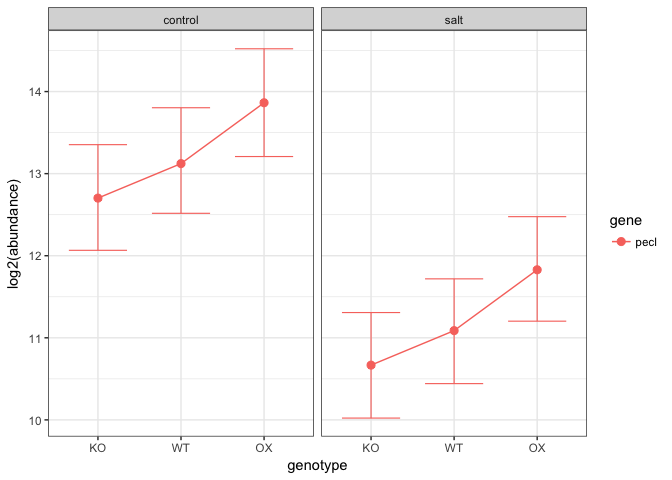 control salt
log2(abundance)
14
13
12
11
10
KO WT OX KO WT OX
genotype
gene
pecl